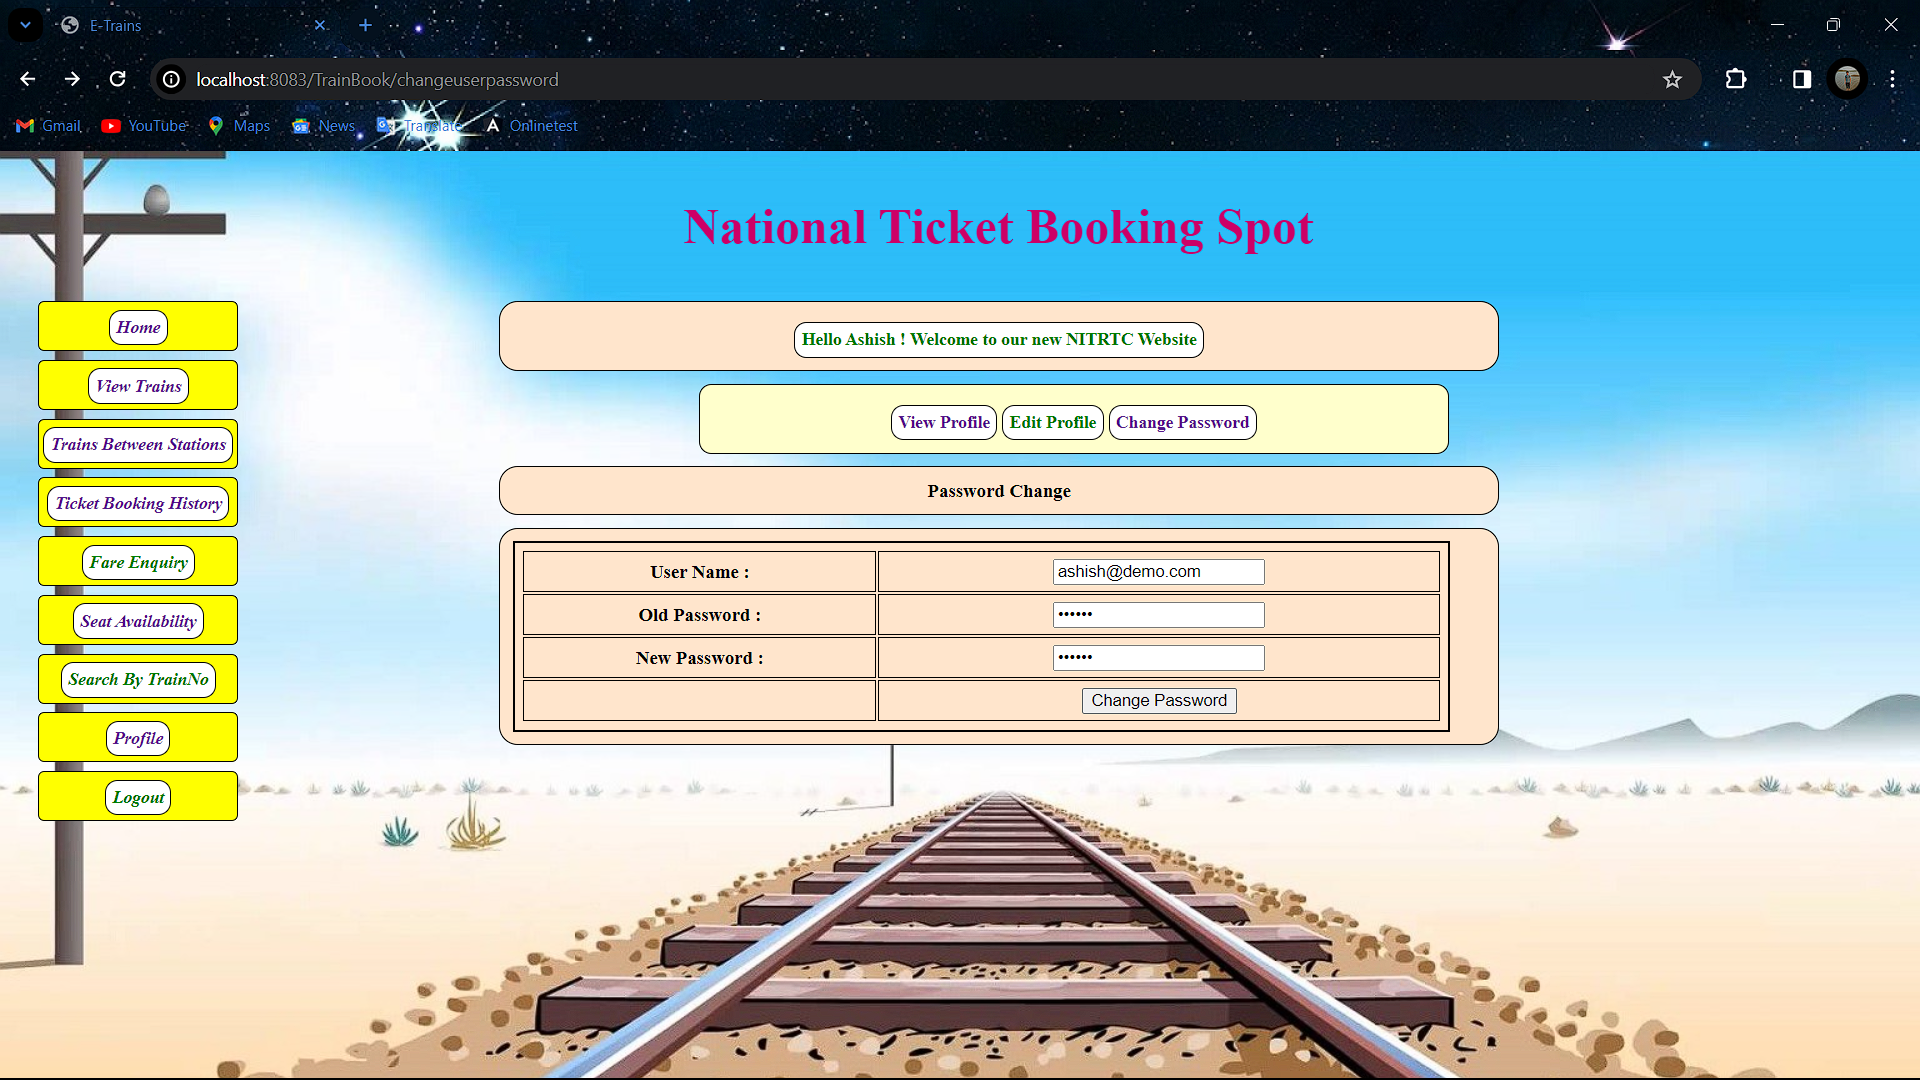 E-Trains
localhost:8083/TrainBook/changeuserpassword
Gmail YouTube Maps News Translate Onlinetest
National Ticket Booking Spot
Hello Ashish ! Welcome to our new NITRTC Website
View Profile Edit Profile Change Password
Password Change
User Name : ashish@demo.com
Old Password : ••••••
New Password : ••••••
Change Password
Home
View Trains
Trains Between Stations
Ticket Booking History
Fare Enquiry
Seat Availability
Search By TrainNo
Profile
Logout